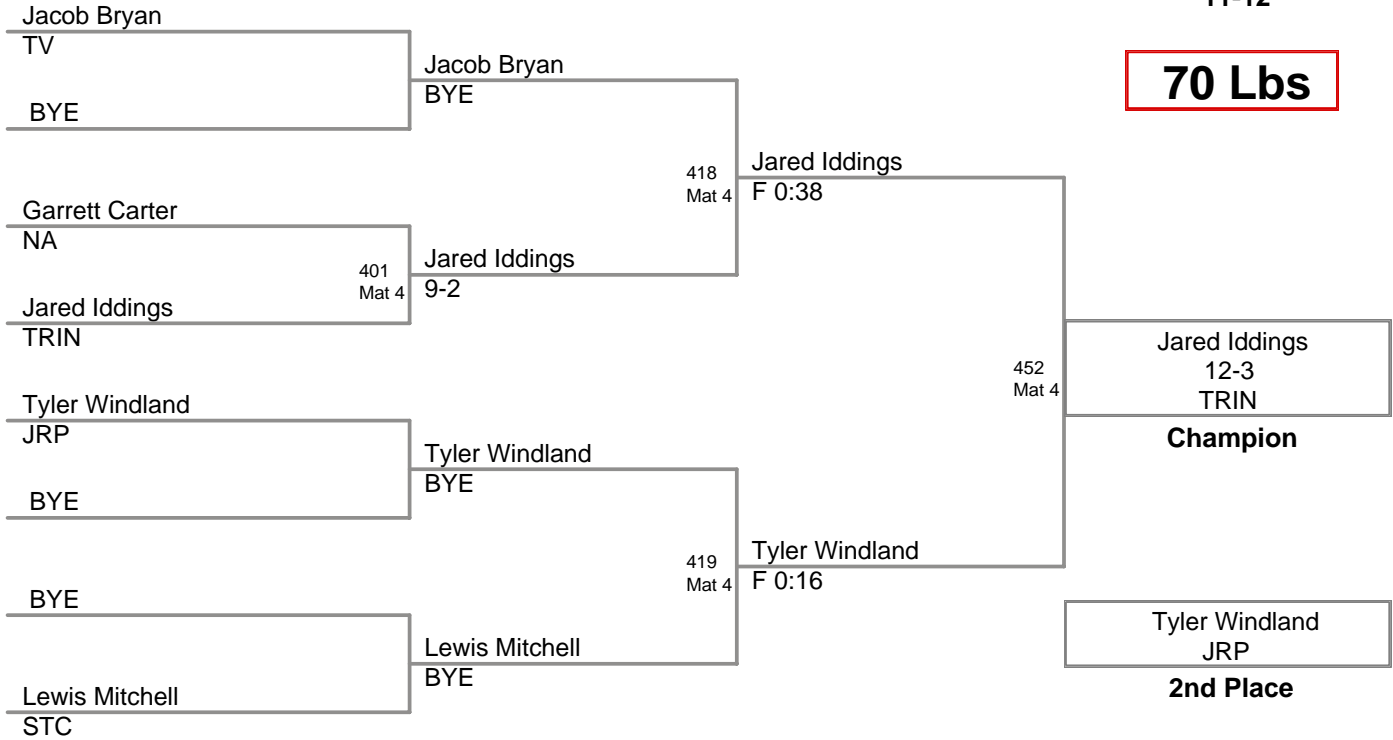 11-12
70 Lbs
Jacob Bryan
TV
BYE
Garrett Carter
NA
401
Mat 4
Jared Iddings
TRIN
Tyler Windland
JRP
BYE
BYE
Lewis Mitchell
STC
Jacob Bryan
BYE
418
Mat 4
Jared Iddings
9-2
Tyler Windland
BYE
419
Mat 4
Lewis Mitchell
BYE
Jared Iddings
F 0:38
452
Mat 4
Tyler Windland
F 0:16
Jared Iddings
12-3
TRIN
Champion
Tyler Windland
JRP
2nd Place